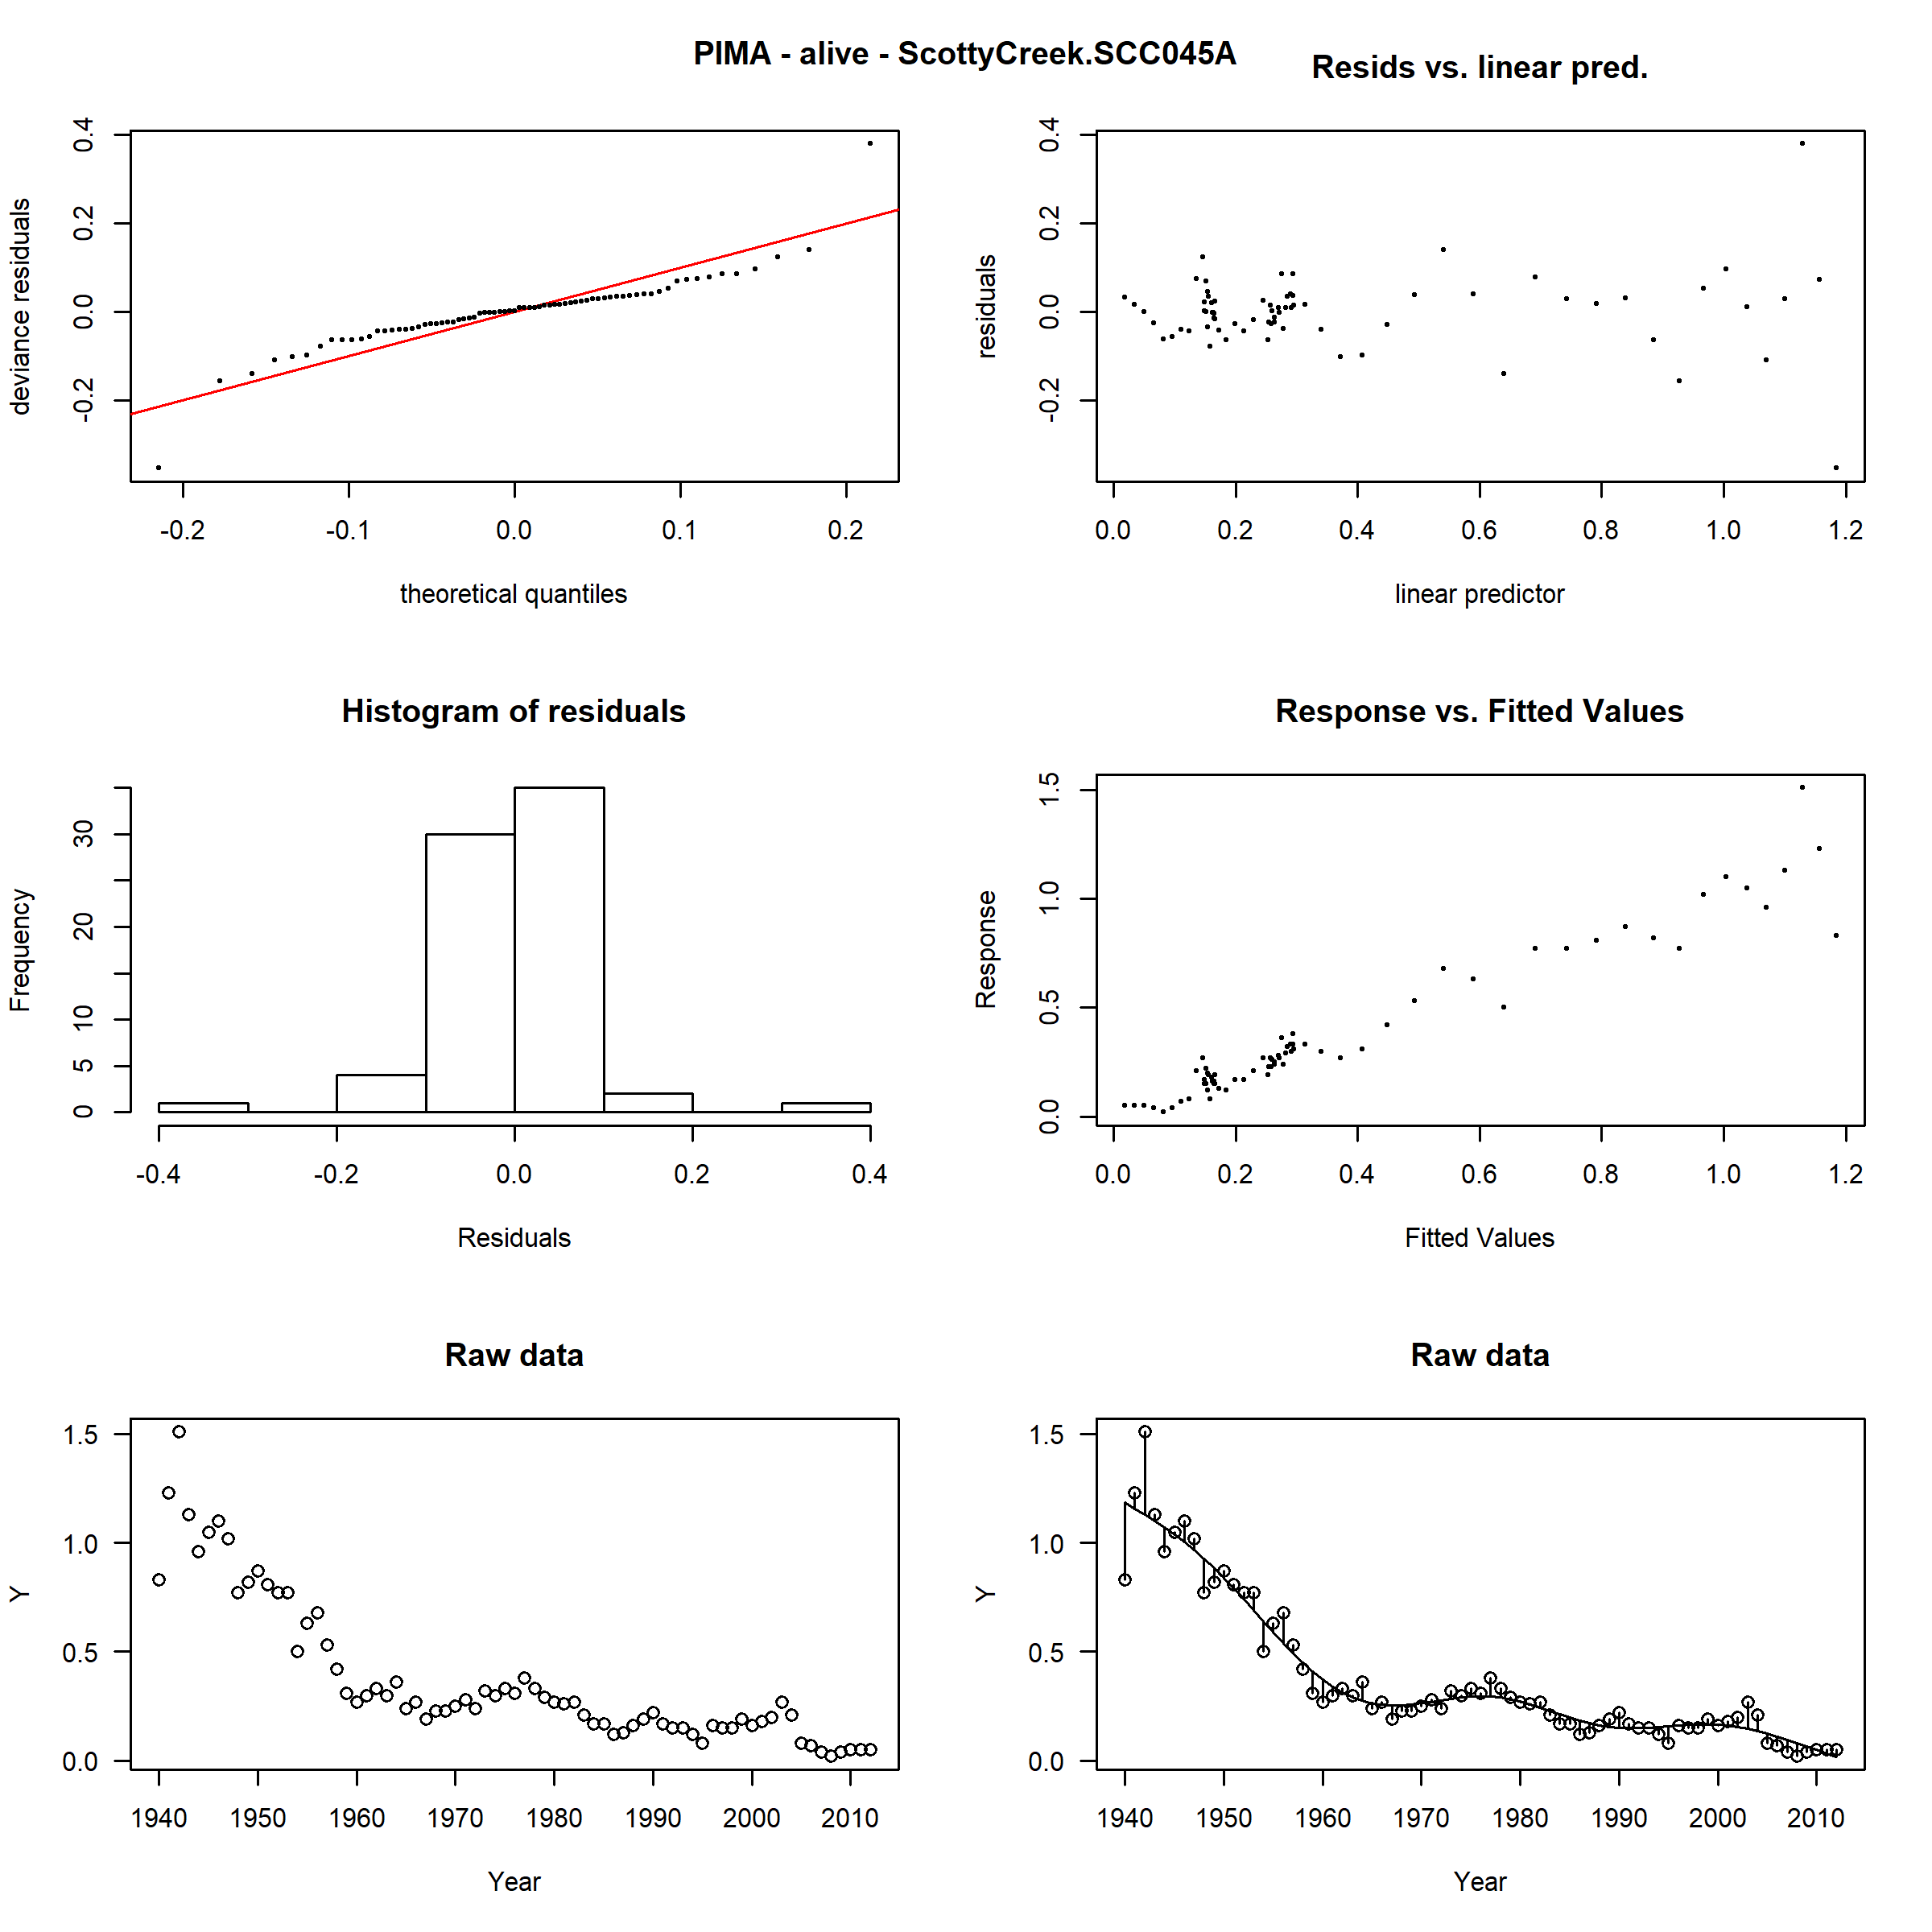 PIMA - alive - ScottyCreek.SCC045A
Resids vs. linear pred.
deviance residuals
-0.2 0.0 0.2 0.4
-0.2 -0.1 0.0 0.1 0.2
theoretical quantiles
residuals
-0.2 0.0 0.2 0.4
0.0 0.2 0.4 0.6 0.8 1.0 1.2
linear predictor
Histogram of residuals
Frequency
0 5 10 20 30
-0.4 -0.2 0.0 0.2 0.4
Residuals
Response vs. Fitted Values
Response
0.0 0.5 1.0 1.5
0.0 0.2 0.4 0.6 0.8 1.0 1.2
Fitted Values
Raw data
Y
0.0 0.5 1.0 1.5
1940 1950 1960 1970 1980 1990 2000 2010
Year
Raw data
Y
0.0 0.5 1.0 1.5
1940 1950 1960 1970 1980 1990 2000 2010
Year